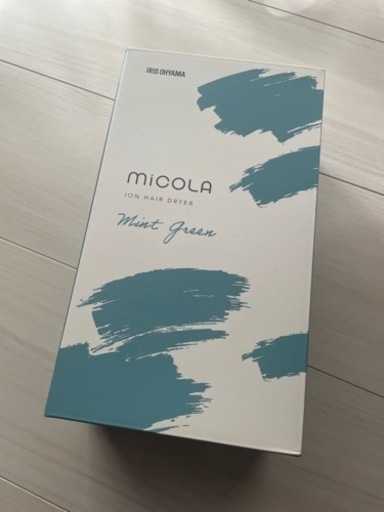 IRIS OHYAMA
MiCOLA
ION HAIR DRYER
Mint Green